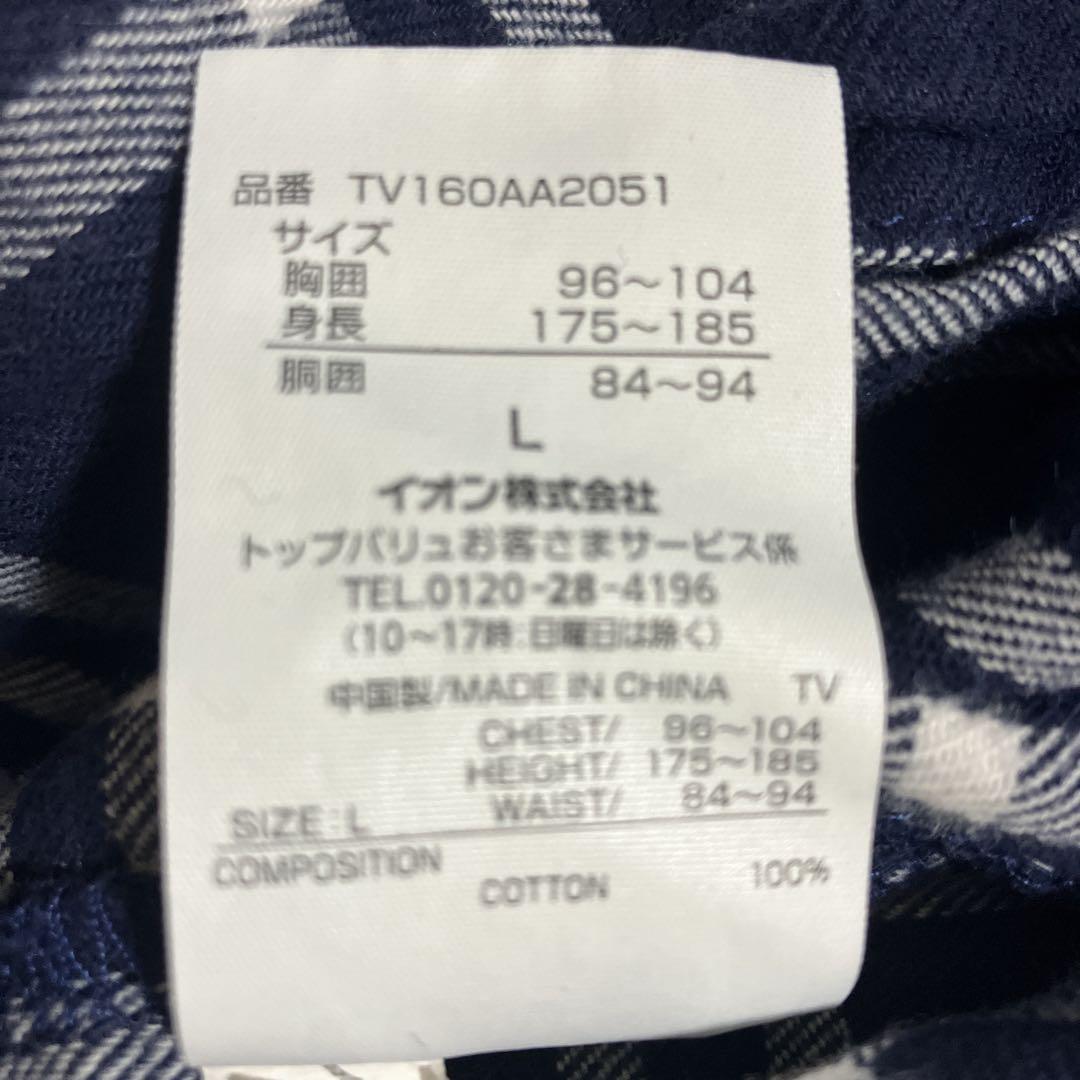 品番 TV160AA2051
サイズ
胸囲 96～104
身長 175～185
胴囲 84～94
L
イオン株式会社
トップバリュお客さまサービス係
TEL.0120-28-4196
(10～17時:日曜日は除く)
中国製/MADE IN CHINA TV
CHEST/ 96～104
HEIGHT/ 175～185
WAIST/ 84～94
SIZE:L
COMPOSITION
COTTON 100%